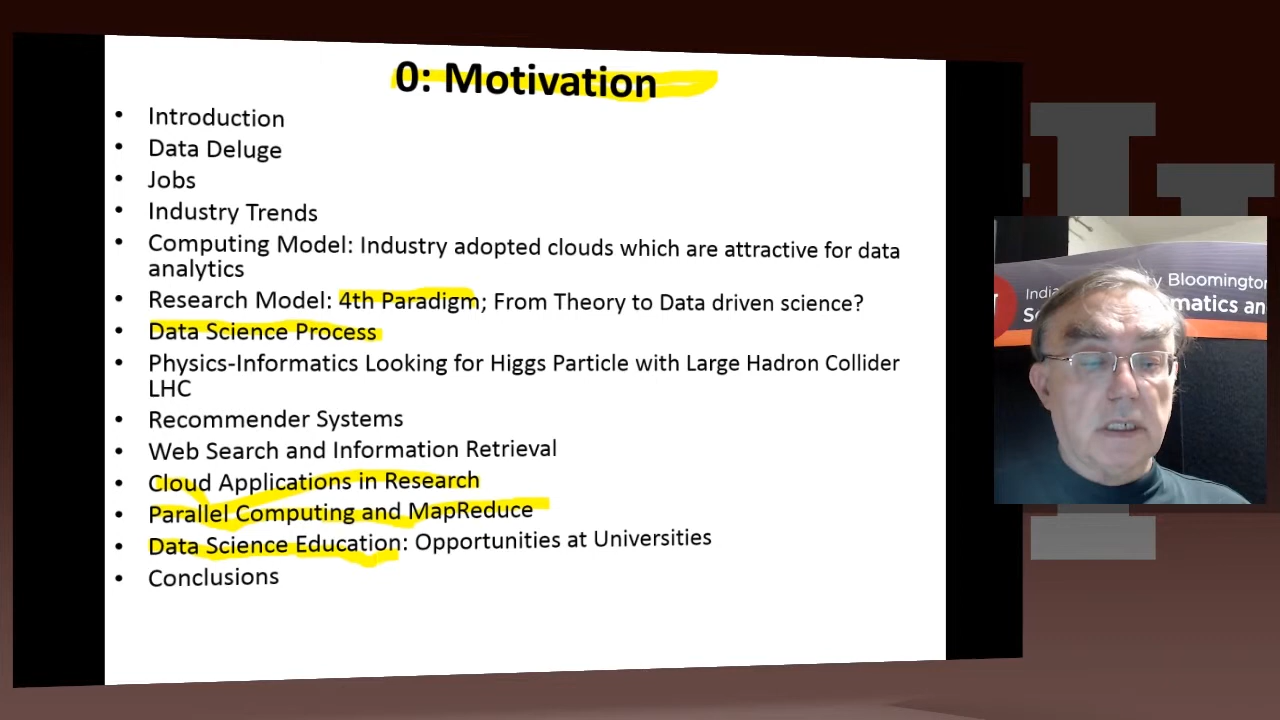 0: Motivation
• Introduction
• Data Deluge
• Jobs
• Industry Trends
• Computing Model: Industry adopted clouds which are attractive for data
analytics
• Research Model: 4th Paradigm; From Theory to Data driven science?
• Data Science Process
• Physics-Informatics Looking for Higgs Particle with Large Hadron Collider
LHC
• Recommender Systems
• Web Search and Information Retrieval
• Cloud Applications in Research
• Parallel Computing and MapReduce
• Data Science Education: Opportunities at Universities
• Conclusions
Bloomington